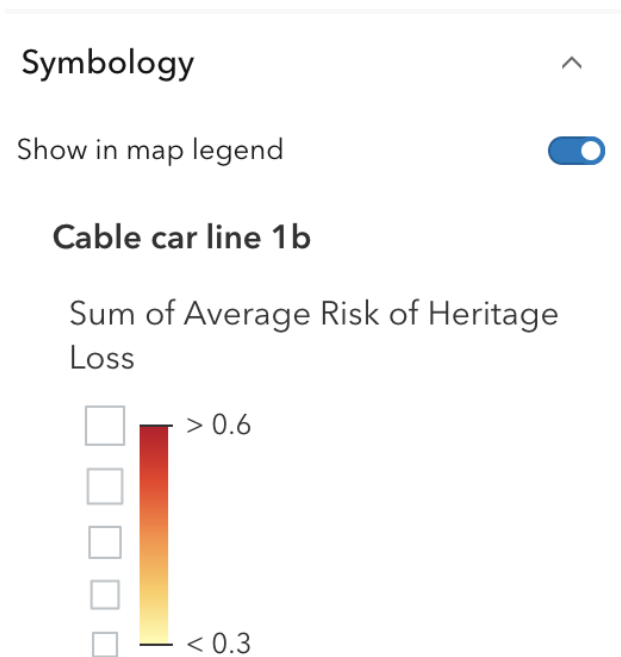 Symbology
Show in map legend
Cable car line 1b
Sum of Average Risk of Heritage
Loss
> 0.6
< 0.3